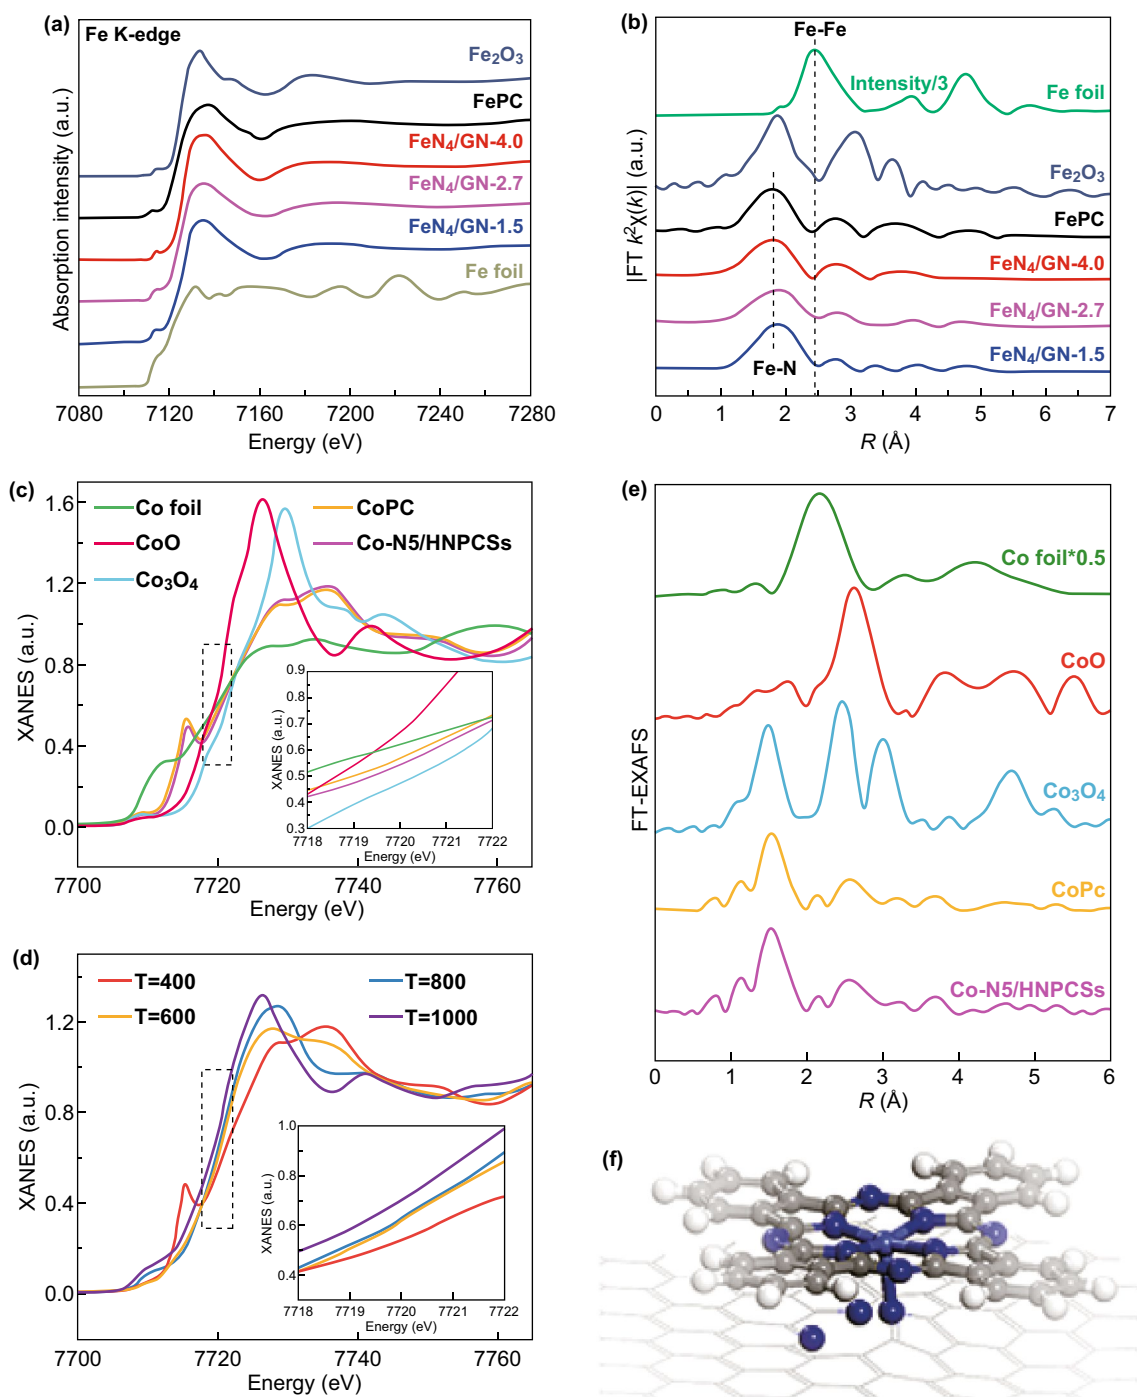 (a)
Fe K-edge
Fe₂O₃
FePC
FeN₄/GN-4.0
FeN₄/GN-2.7
FeN₄/GN-1.5
Fe foil
Absorption intensity (a.u.)
7080 7120 7160 7200 7240 7280
Energy (eV)
(b)
Fe-Fe
Intensity/3
Fe foil
Fe₂O₃
FePC
FeN₄/GN-4.0
FeN₄/GN-2.7
FeN₄/GN-1.5
Fe-N
|FT k²χ(k)| (a.u.)
0 1 2 3 4 5 6 7
R (Å)
(c)
Co foil
CoPC
CoO
Co-N5/HNPCSs
Co₃O₄
XANES (a.u.)
1.6
1.2
0.8
0.4
0.0
7700 7720 7740 7760
Energy (eV)
XANES (a.u.)
0.9
0.8
0.7
0.6
0.5
0.4
0.3
7718 7719 7720 7721 7722
Energy (eV)
(d)
T=400
T=800
T=600
T=1000
XANES (a.u.)
1.2
0.8
0.4
0.0
7700 7720 7740 7760
Energy (eV)
XANES (a.u.)
1.0
0.8
0.6
0.4
7718 7719 7720 7721 7722
Energy (eV)
(e)
Co foil*0.5
CoO
Co₃O₄
CoPc
Co-N5/HNPCSs
FT-EXAFS
0 1 2 3 4 5 6
R (Å)
(f)